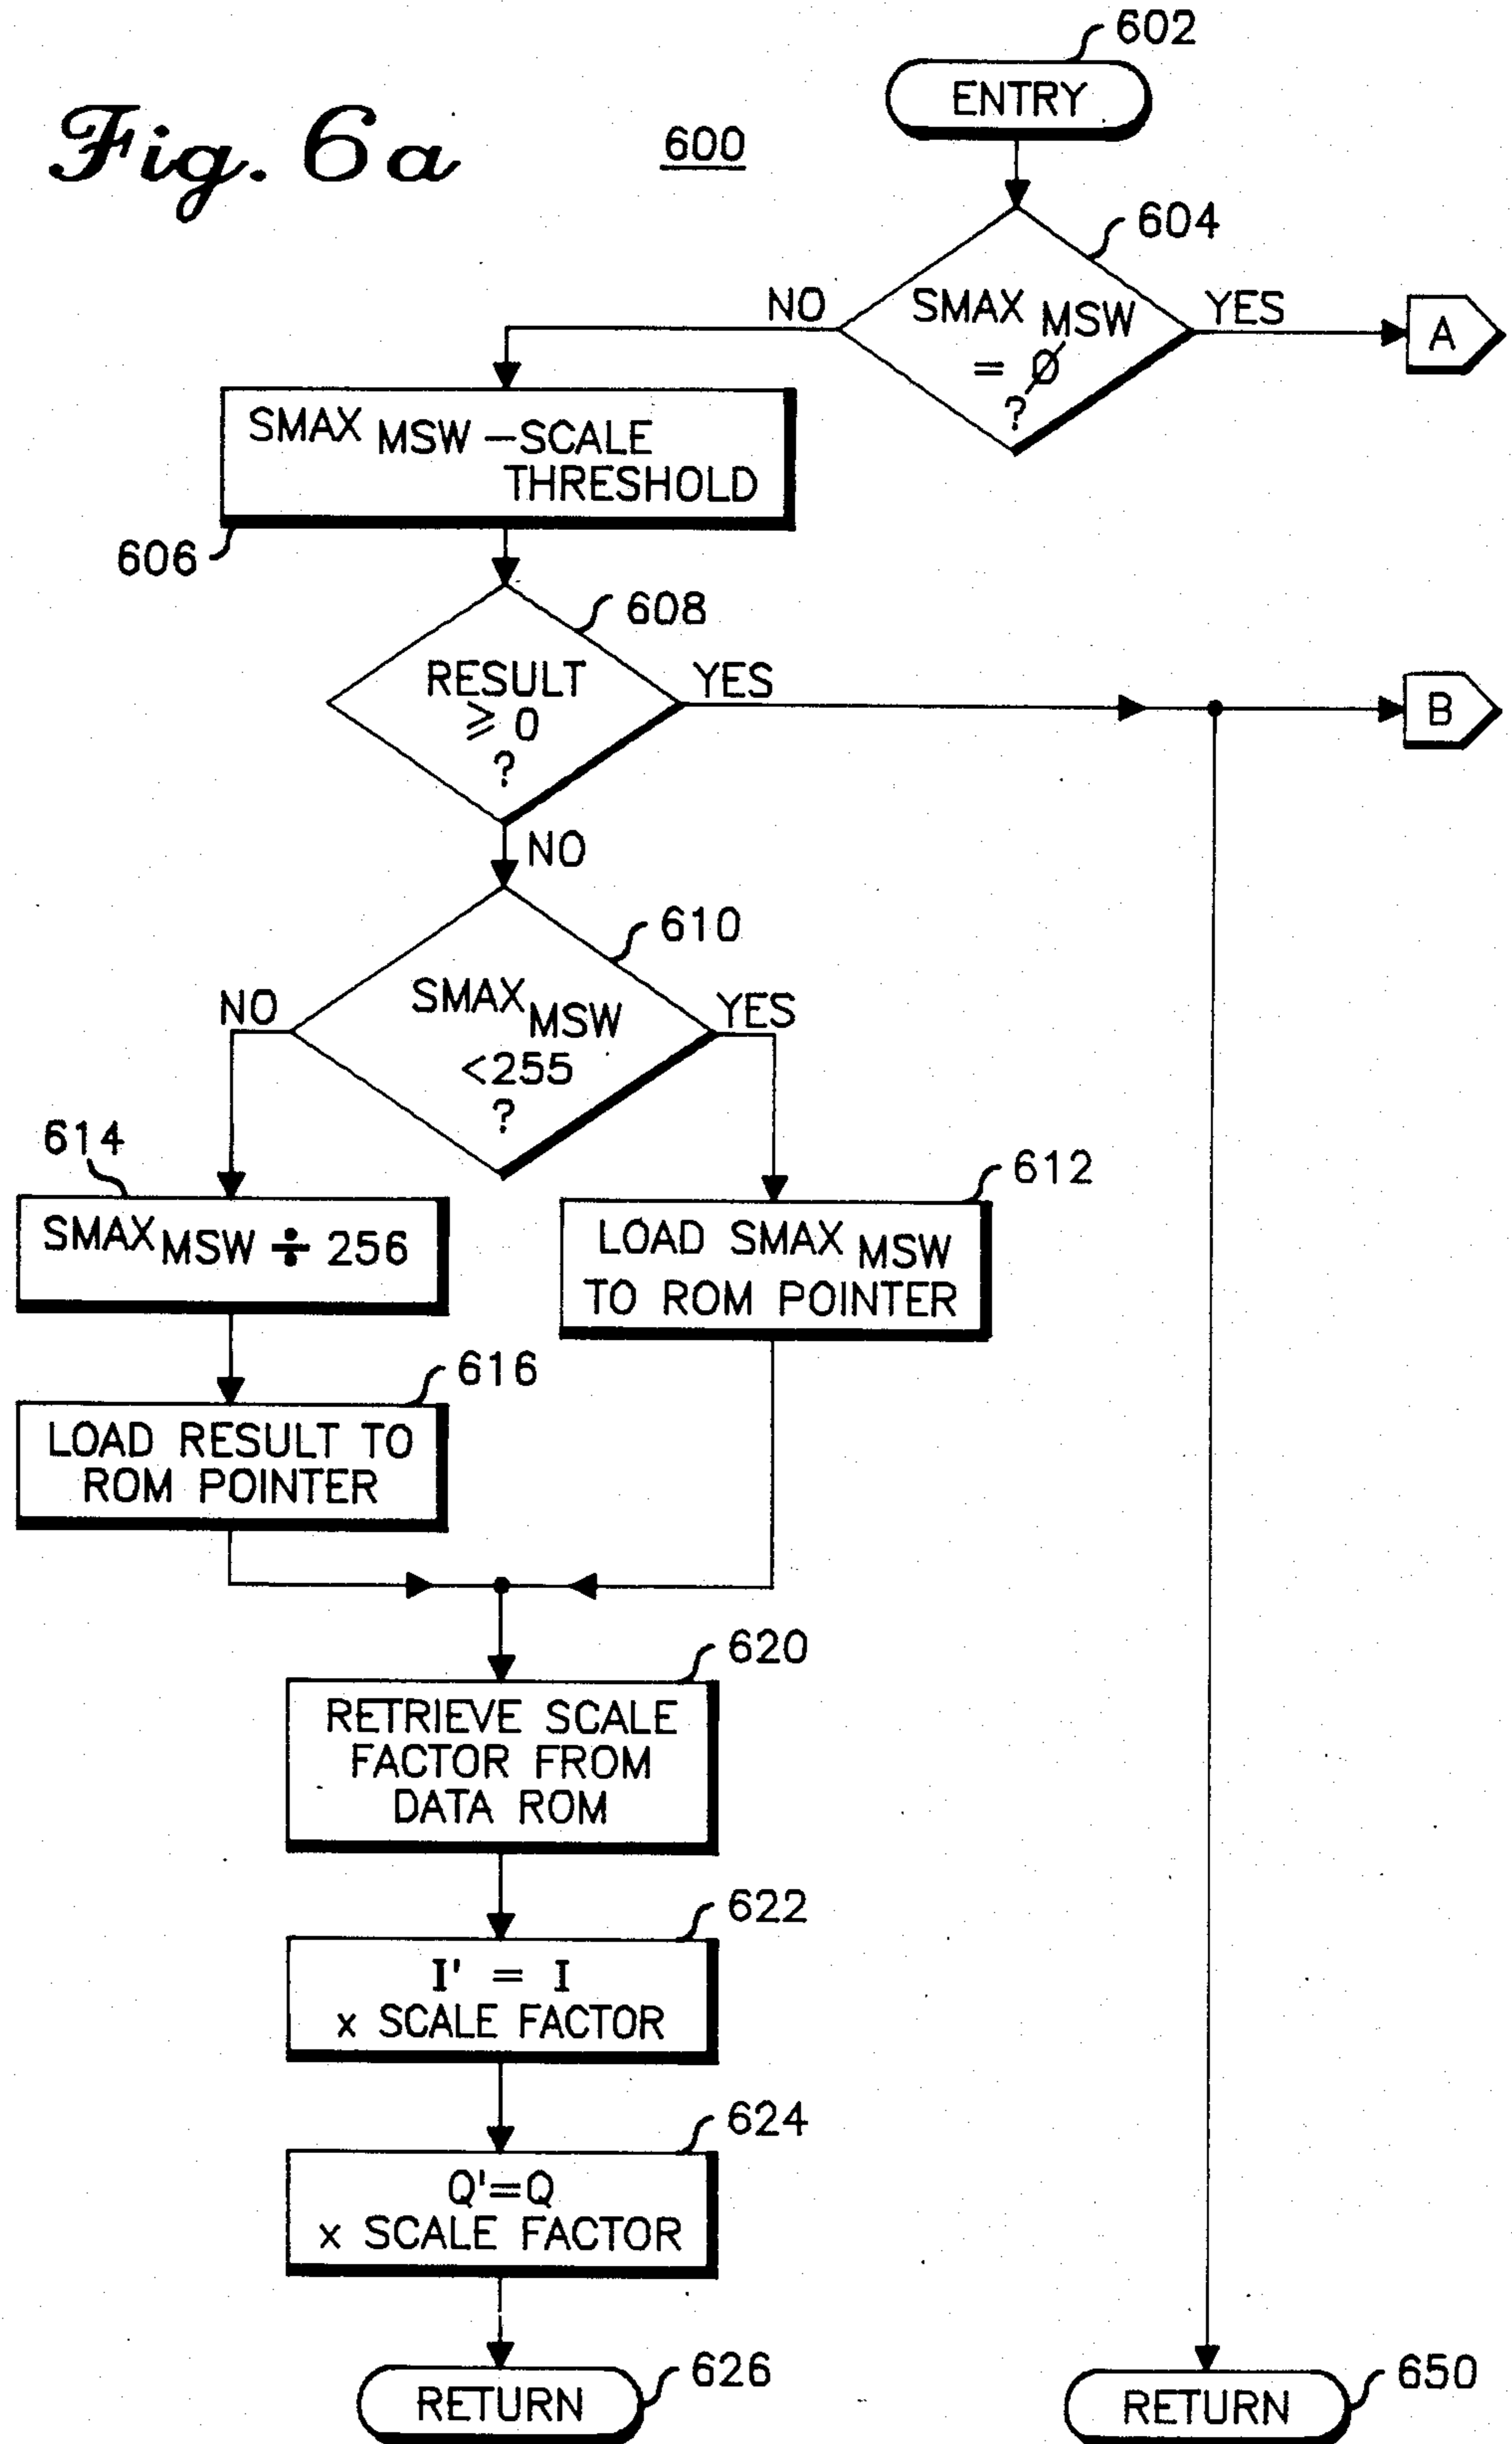 Fig. 6a
600
602
ENTRY
604
SMAX MSW
= Ø
?
NO
YES
A
SMAX MSW – SCALE
THRESHOLD
606
608
RESULT
≥ 0
?
YES
B
NO
610
SMAX MSW
<255
?
NO
YES
614
SMAX MSW ÷ 256
612
LOAD SMAX MSW
TO ROM POINTER
616
LOAD RESULT TO
ROM POINTER
620
RETRIEVE SCALE
FACTOR FROM
DATA ROM
622
I' = I
x SCALE FACTOR
624
Q'=Q
x SCALE FACTOR
626
RETURN
650
RETURN